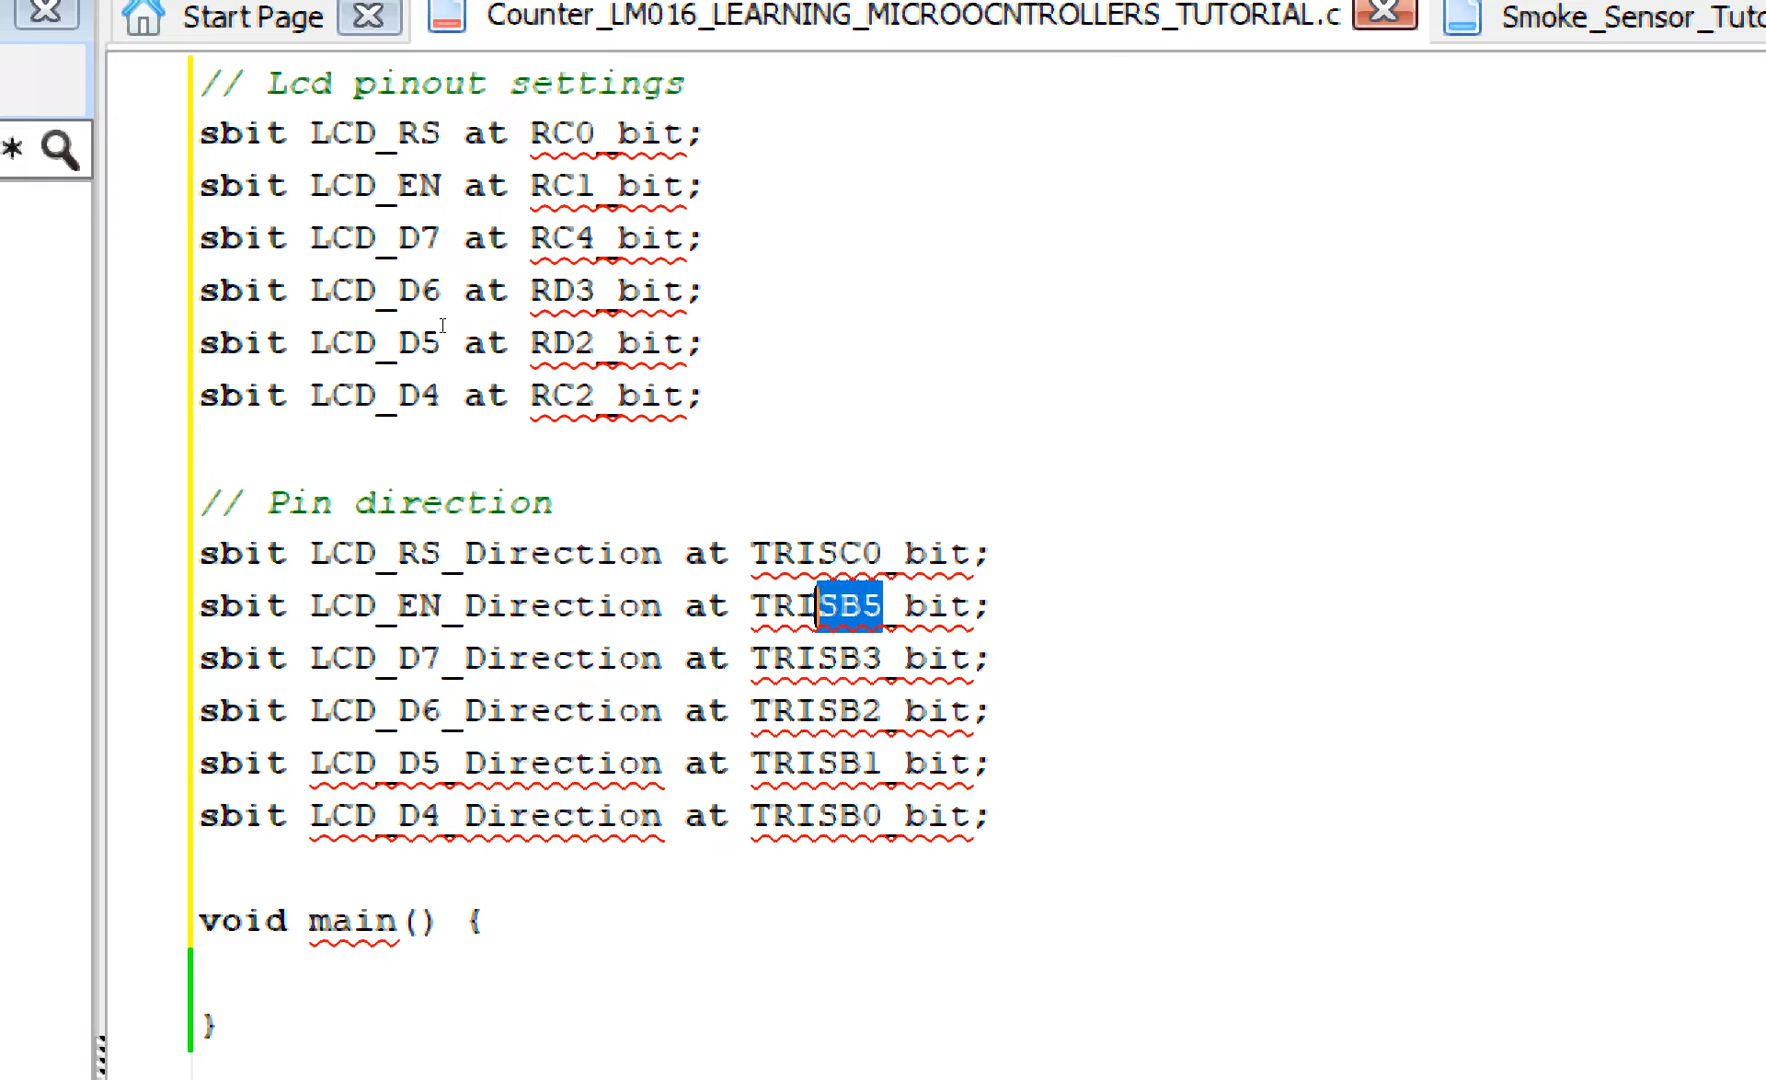 Start Page
Counter_LM016_LEARNING_MICROOCNTROLLERS_TUTORIAL.c
Smoke_Sensor_Tuto
*
// Lcd pinout settings
sbit LCD_RS at RC0_bit;
sbit LCD_EN at RC1_bit;
sbit LCD_D7 at RC4_bit;
sbit LCD_D6 at RD3_bit;
sbit LCD_D5 at RD2_bit;
sbit LCD_D4 at RC2_bit;
// Pin direction
sbit LCD_RS_Direction at TRISC0_bit;
sbit LCD_EN_Direction at TRISB5_bit;
sbit LCD_D7_Direction at TRISB3_bit;
sbit LCD_D6_Direction at TRISB2_bit;
sbit LCD_D5_Direction at TRISB1_bit;
sbit LCD_D4_Direction at TRISB0_bit;
void main() {
}